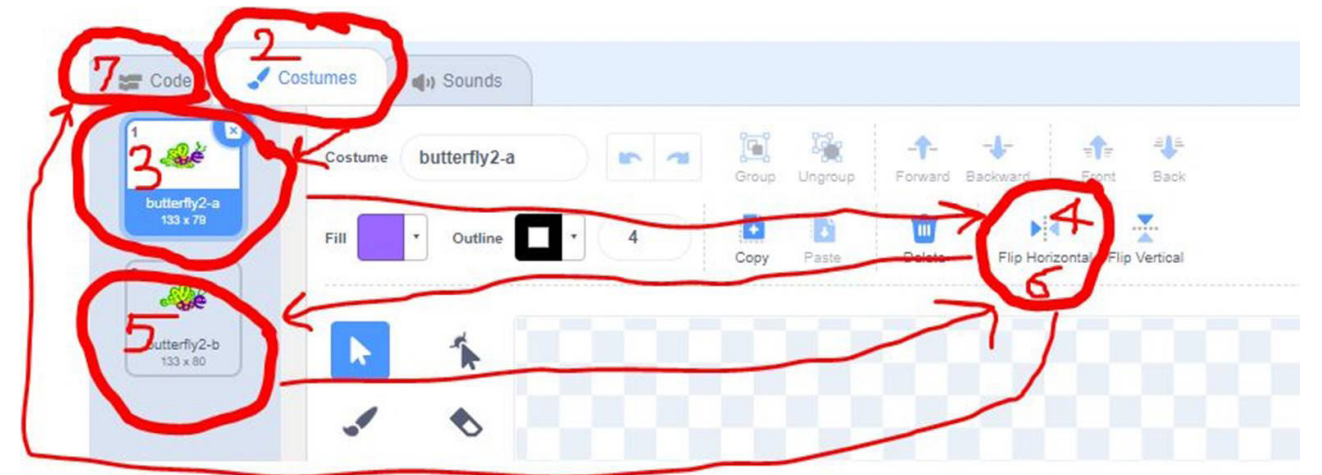 7 Code
2 Costumes
Sounds
1
3
butterfly2-a
133 x 79
5
butterfly2-b
133 x 80
Costume butterfly2-a
Group Ungroup Forward Backward Front Back
Fill Outline 4
Copy Paste Delete Flip Horizontal Flip Vertical
4
6